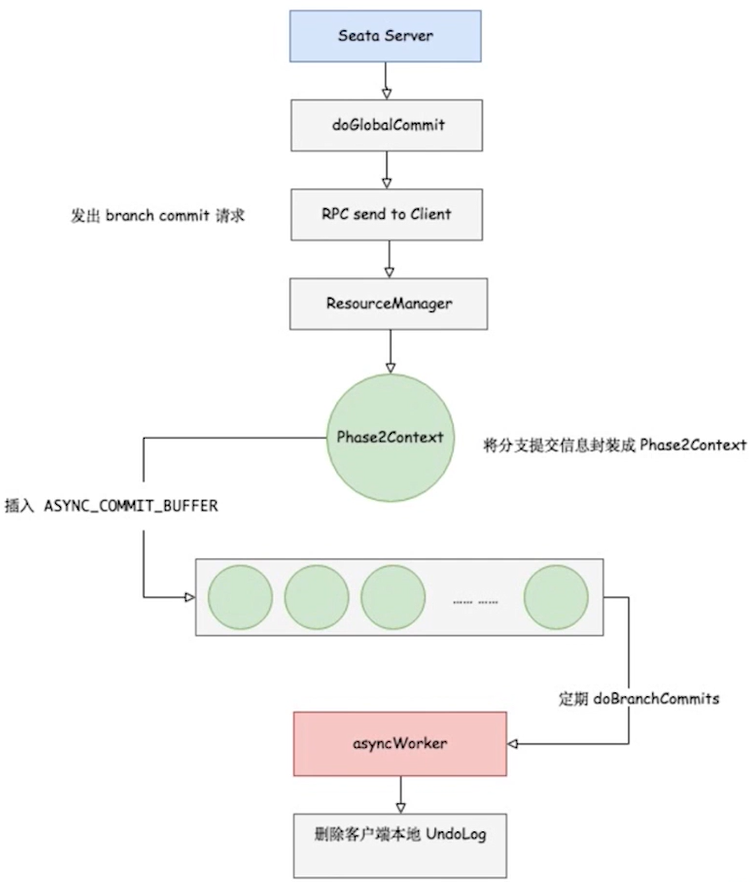 Seata Server
doGlobalCommit
发出 branch commit 请求
RPC send to Client
ResourceManager
Phase2Context
将分支提交信息封装成 Phase2Context
插入 ASYNC_COMMIT_BUFFER
…… ……
定期 doBranchCommits
asyncWorker
删除客户端本地 UndoLog